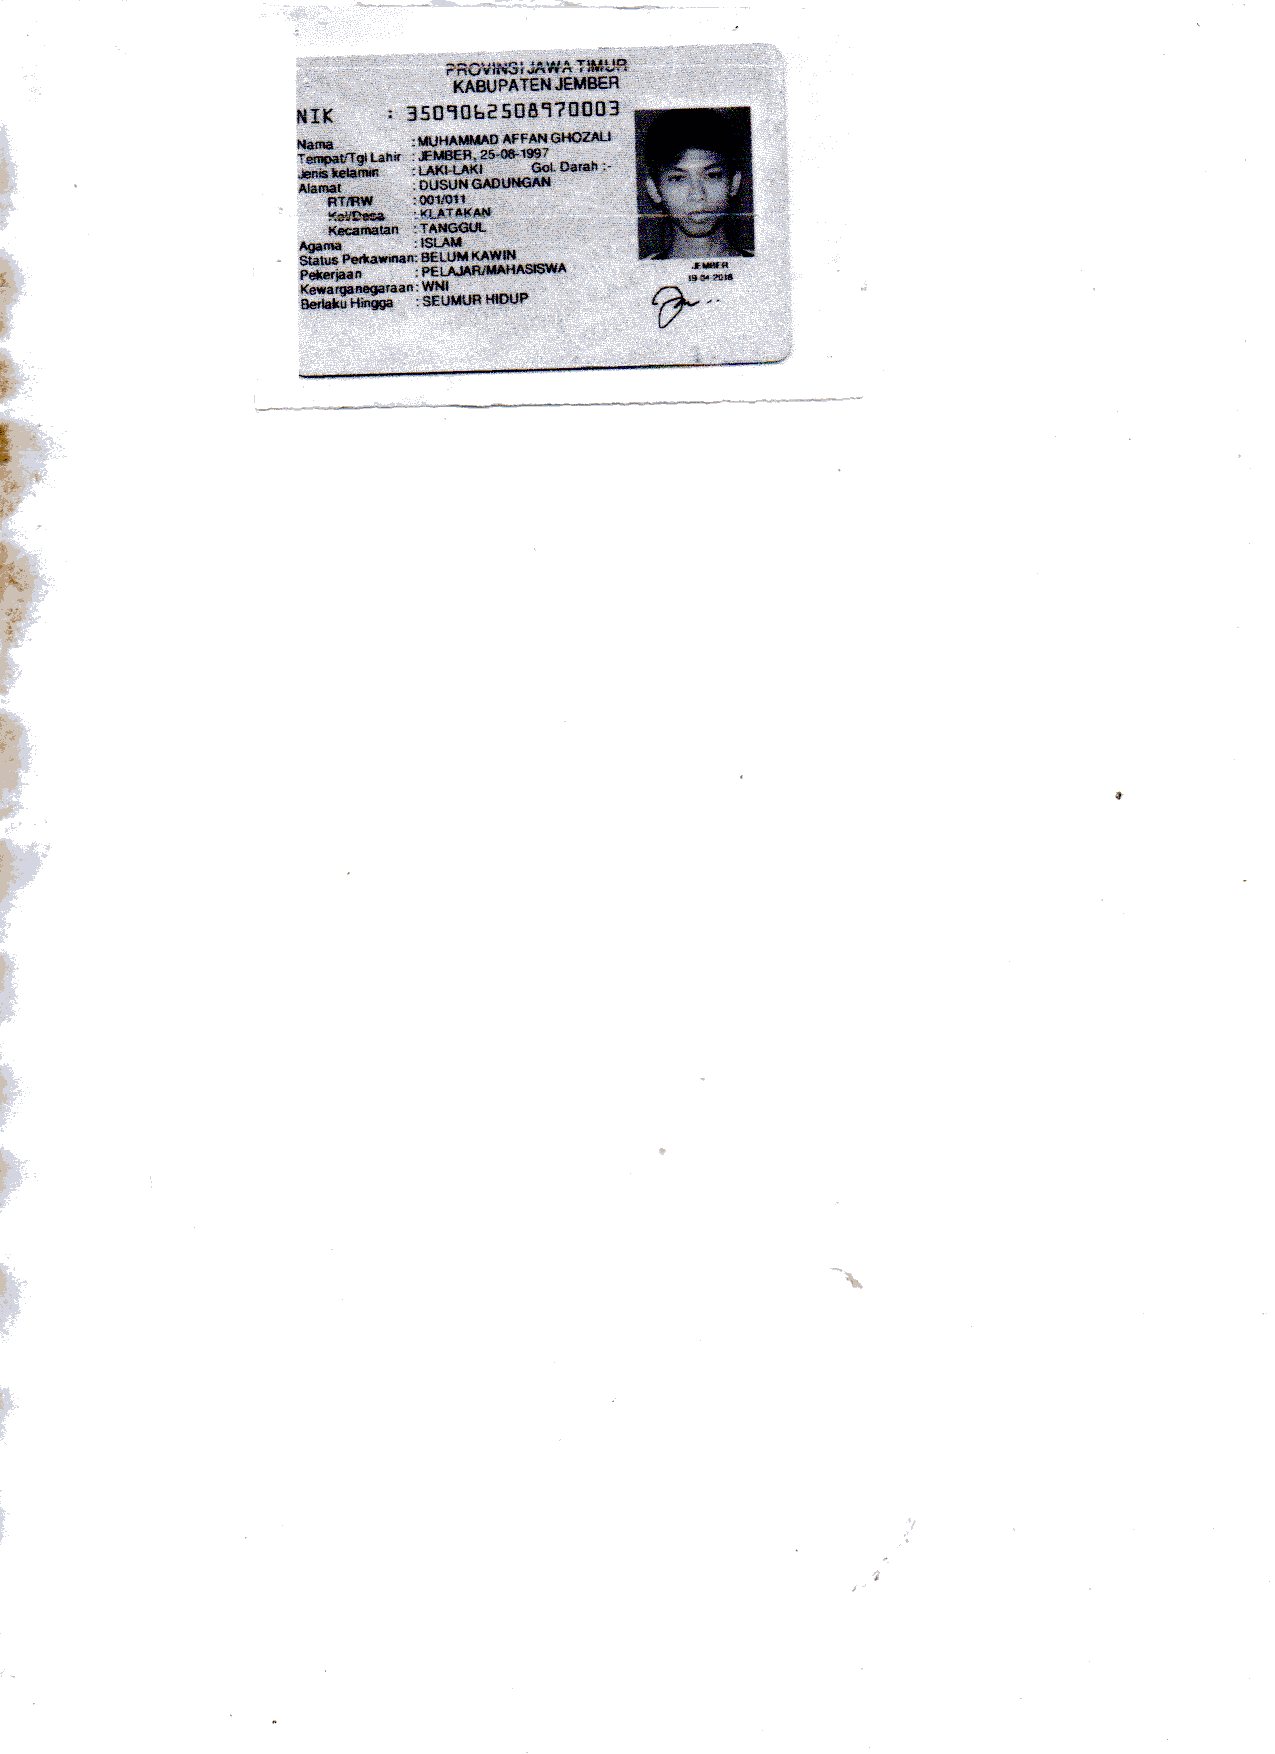 PROVINSI JAWA TIMUR
KABUPATEN JEMBER
NIK : 3509062508970003
Nama : MUHAMMAD AFFAN GHOZALI
Tempat/Tgl Lahir : JEMBER, 25-08-1997
Jenis kelamin : LAKI-LAKI Gol. Darah :-
Alamat : DUSUN GADUNGAN
RT/RW : 001/011
Kel/Desa : KLATAKAN
Kecamatan : TANGGUL
Agama : ISLAM
Status Perkawinan: BELUM KAWIN
Pekerjaan : PELAJAR/MAHASISWA
Kewarganegaraan: WNI
Berlaku Hingga : SEUMUR HIDUP
JEMBER
19-04-2016